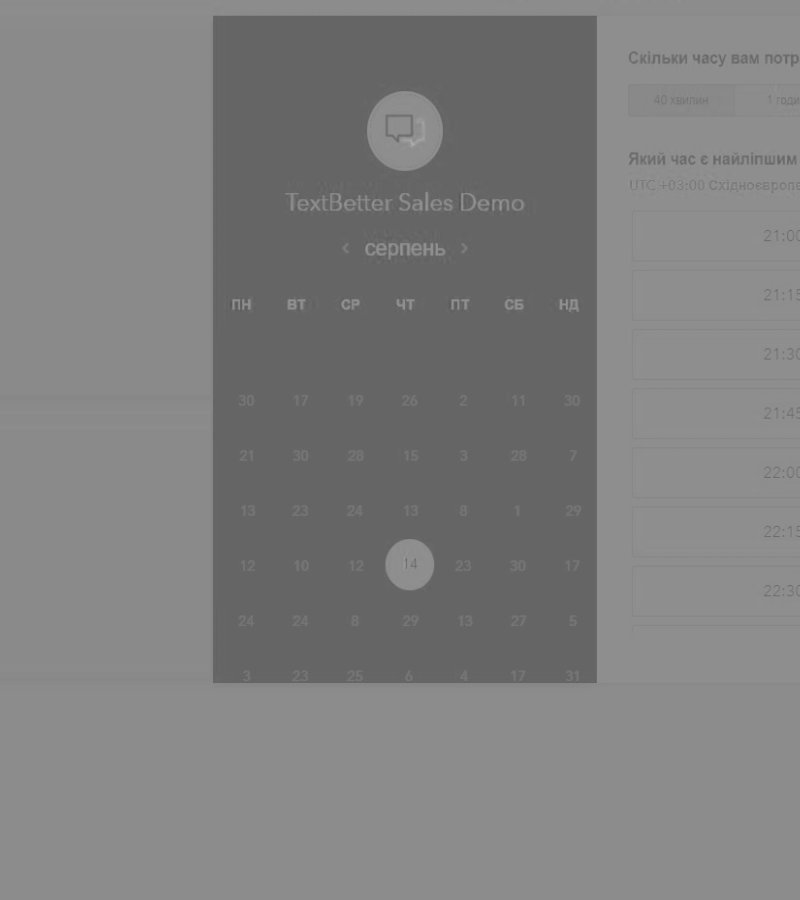 TextBetter Sales Demo
< серпень >
ПН ВТ СР ЧТ ПТ СБ НД
30 17 19 26 2 11 30
21 30 28 15 3 28 7
13 23 24 13 8 1 29
12 10 12 14 23 30 17
24 24 8 29 13 27 5
3 23 25 6 4 17 31
Скільки часу вам потр
40 хвилин 1 годи
Який час є найліпшим
UTC +03:00 Східноєвропе
21:00
21:15
21:30
21:45
22:00
22:15
22:30